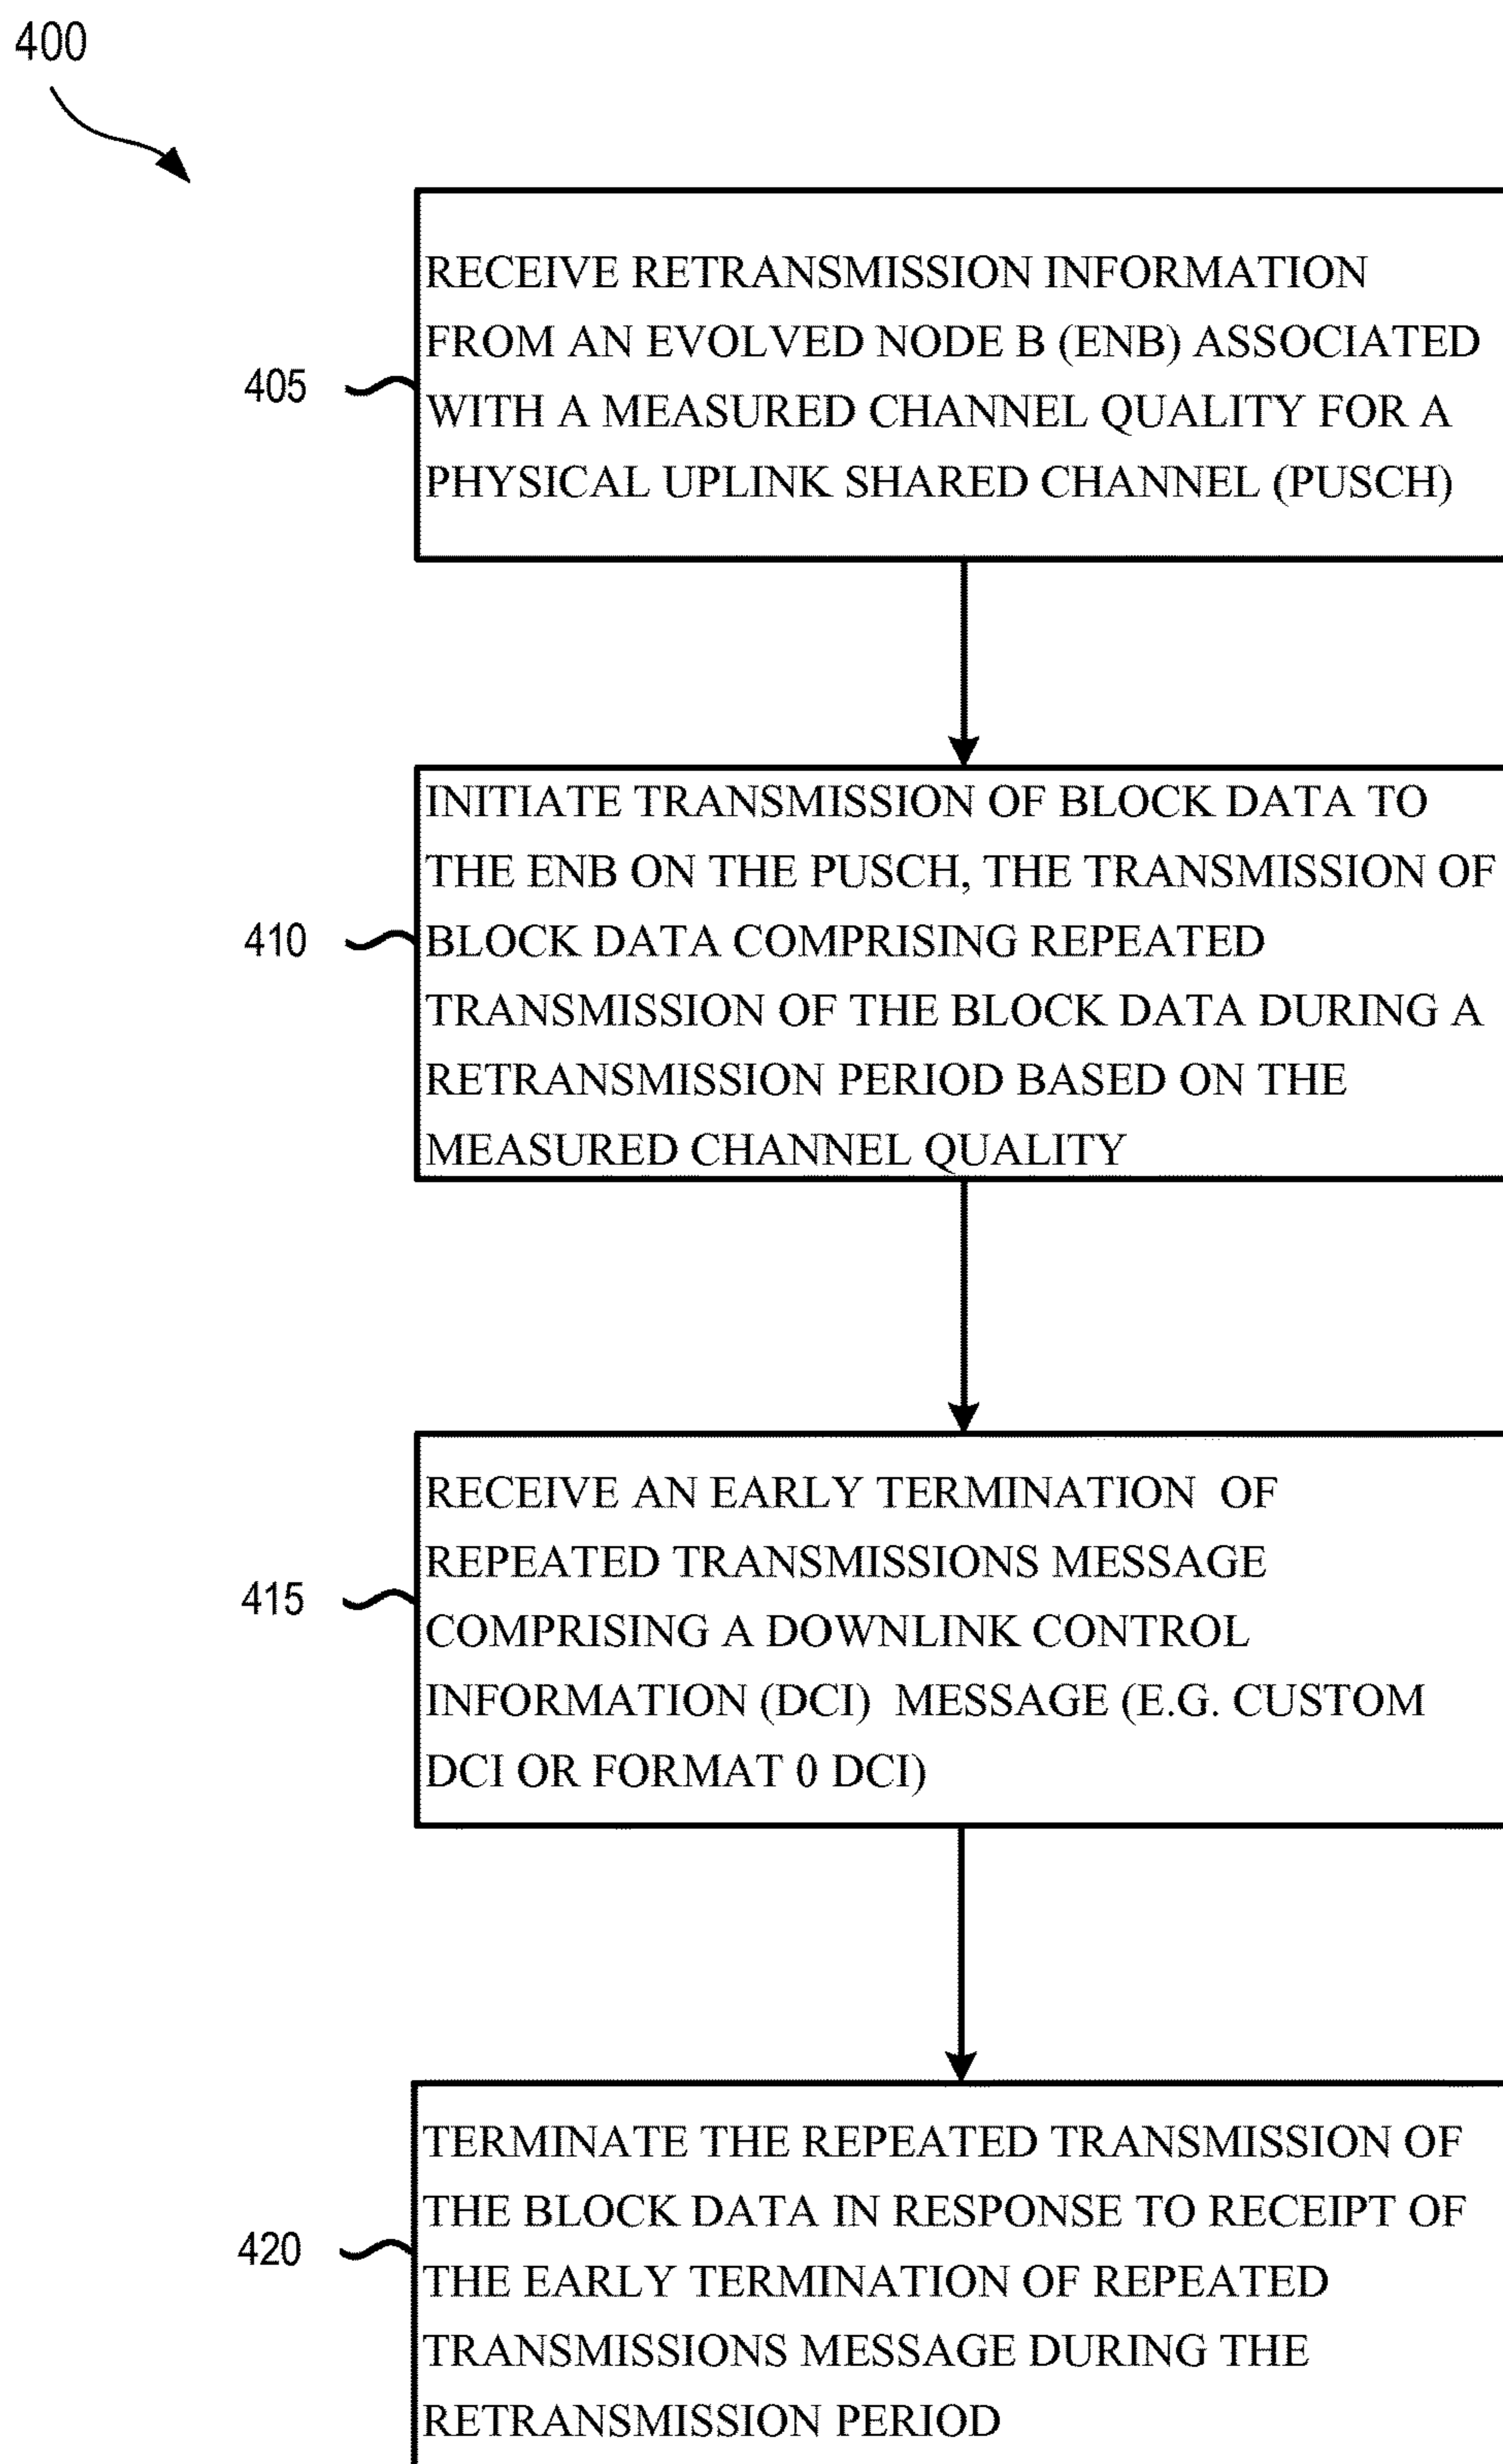 400
405
RECEIVE RETRANSMISSION INFORMATION
FROM AN EVOLVED NODE B (ENB) ASSOCIATED
WITH A MEASURED CHANNEL QUALITY FOR A
PHYSICAL UPLINK SHARED CHANNEL (PUSCH)
410
INITIATE TRANSMISSION OF BLOCK DATA TO
THE ENB ON THE PUSCH, THE TRANSMISSION OF
BLOCK DATA COMPRISING REPEATED
TRANSMISSION OF THE BLOCK DATA DURING A
RETRANSMISSION PERIOD BASED ON THE
MEASURED CHANNEL QUALITY
415
RECEIVE AN EARLY TERMINATION OF
REPEATED TRANSMISSIONS MESSAGE
COMPRISING A DOWNLINK CONTROL
INFORMATION (DCI) MESSAGE (E.G. CUSTOM
DCI OR FORMAT 0 DCI)
420
TERMINATE THE REPEATED TRANSMISSION OF
THE BLOCK DATA IN RESPONSE TO RECEIPT OF
THE EARLY TERMINATION OF REPEATED
TRANSMISSIONS MESSAGE DURING THE
RETRANSMISSION PERIOD